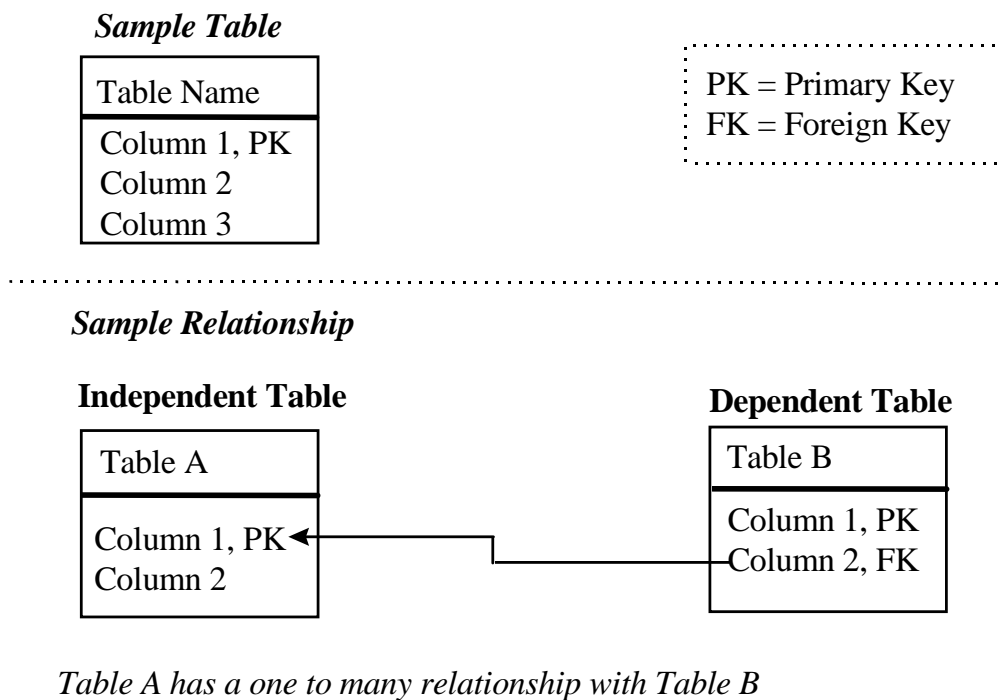 Sample Table
Table Name
Column 1, PK
Column 2
Column 3
PK = Primary Key
FK = Foreign Key
Sample Relationship
Independent Table
Table A
Column 1, PK
Column 2
Dependent Table
Table B
Column 1, PK
Column 2, FK
Table A has a one to many relationship with Table B